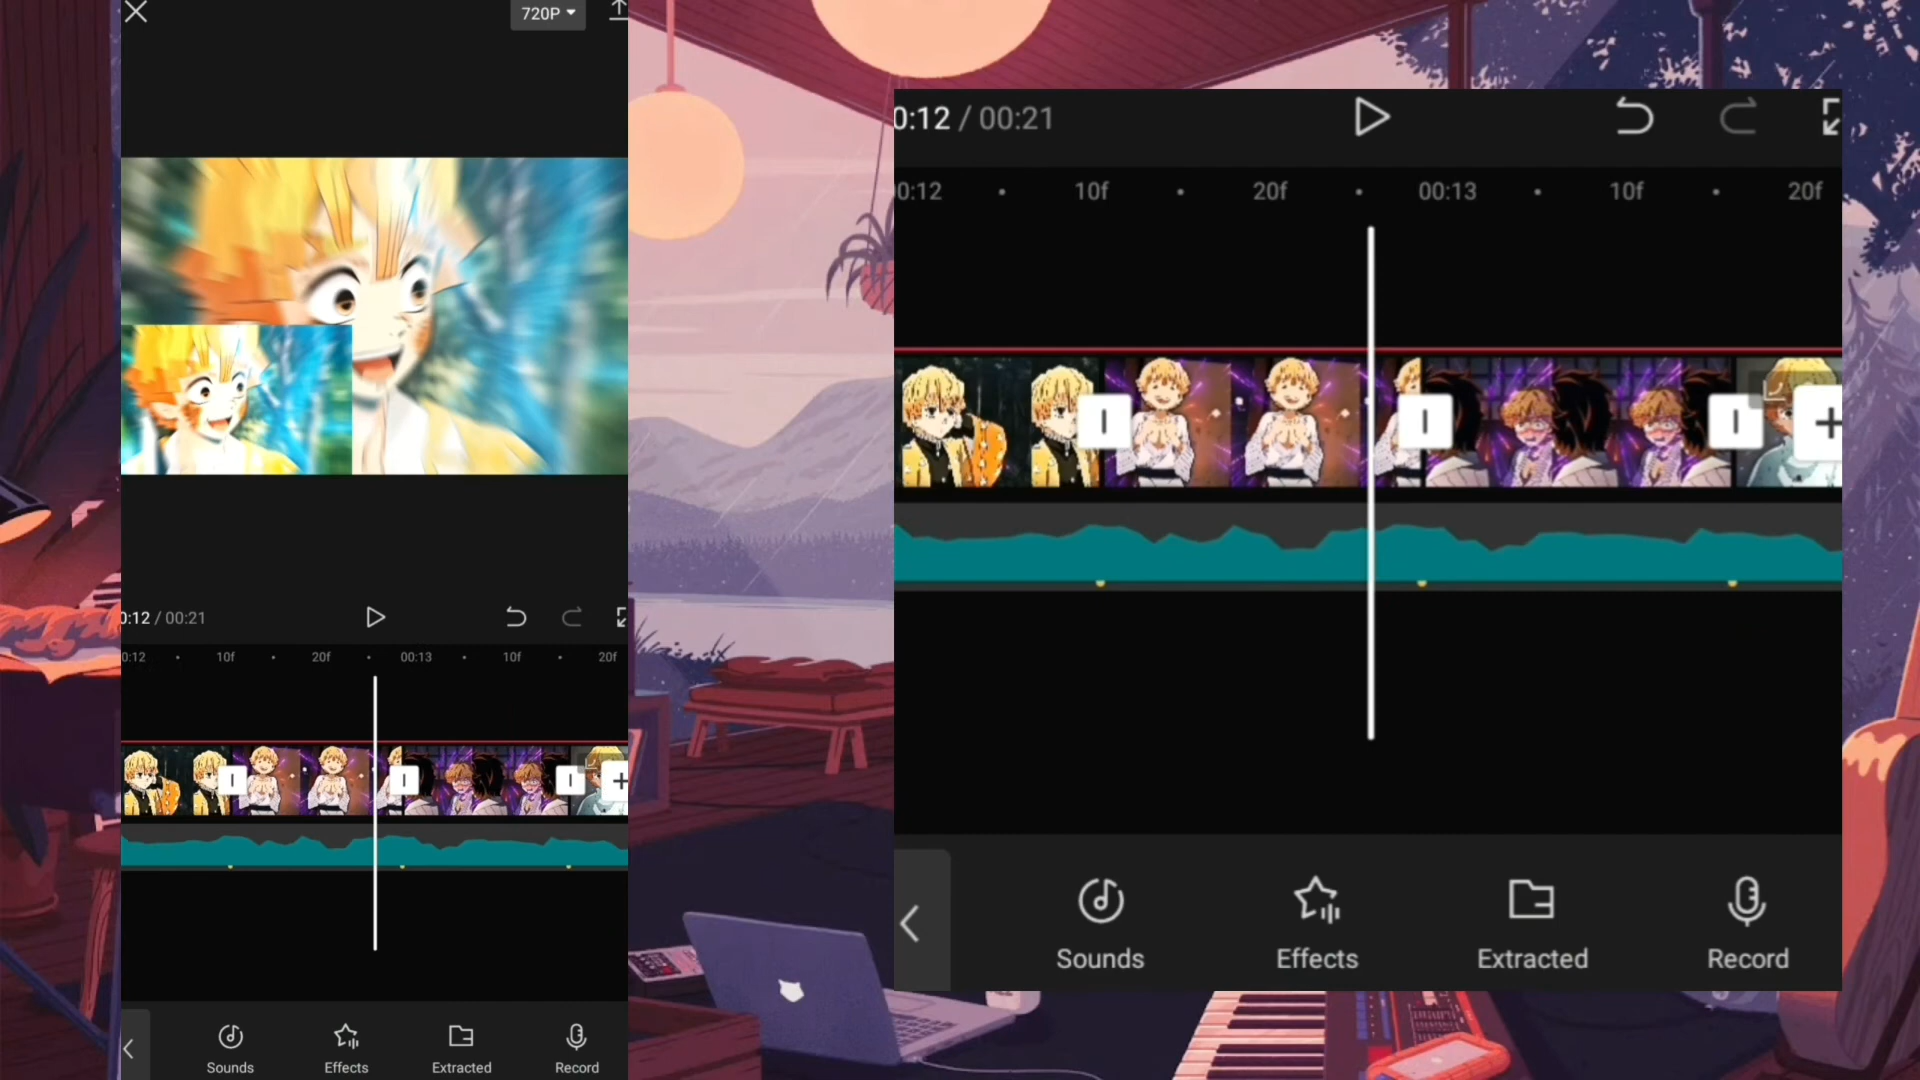 720P
0:12 / 00:21
0:12 10f 20f 00:13 10f 20f
Sounds Effects Extracted Record
0:12 / 00:21
0:12 10f 20f 00:13 10f 20f
Sounds Effects Extracted Record